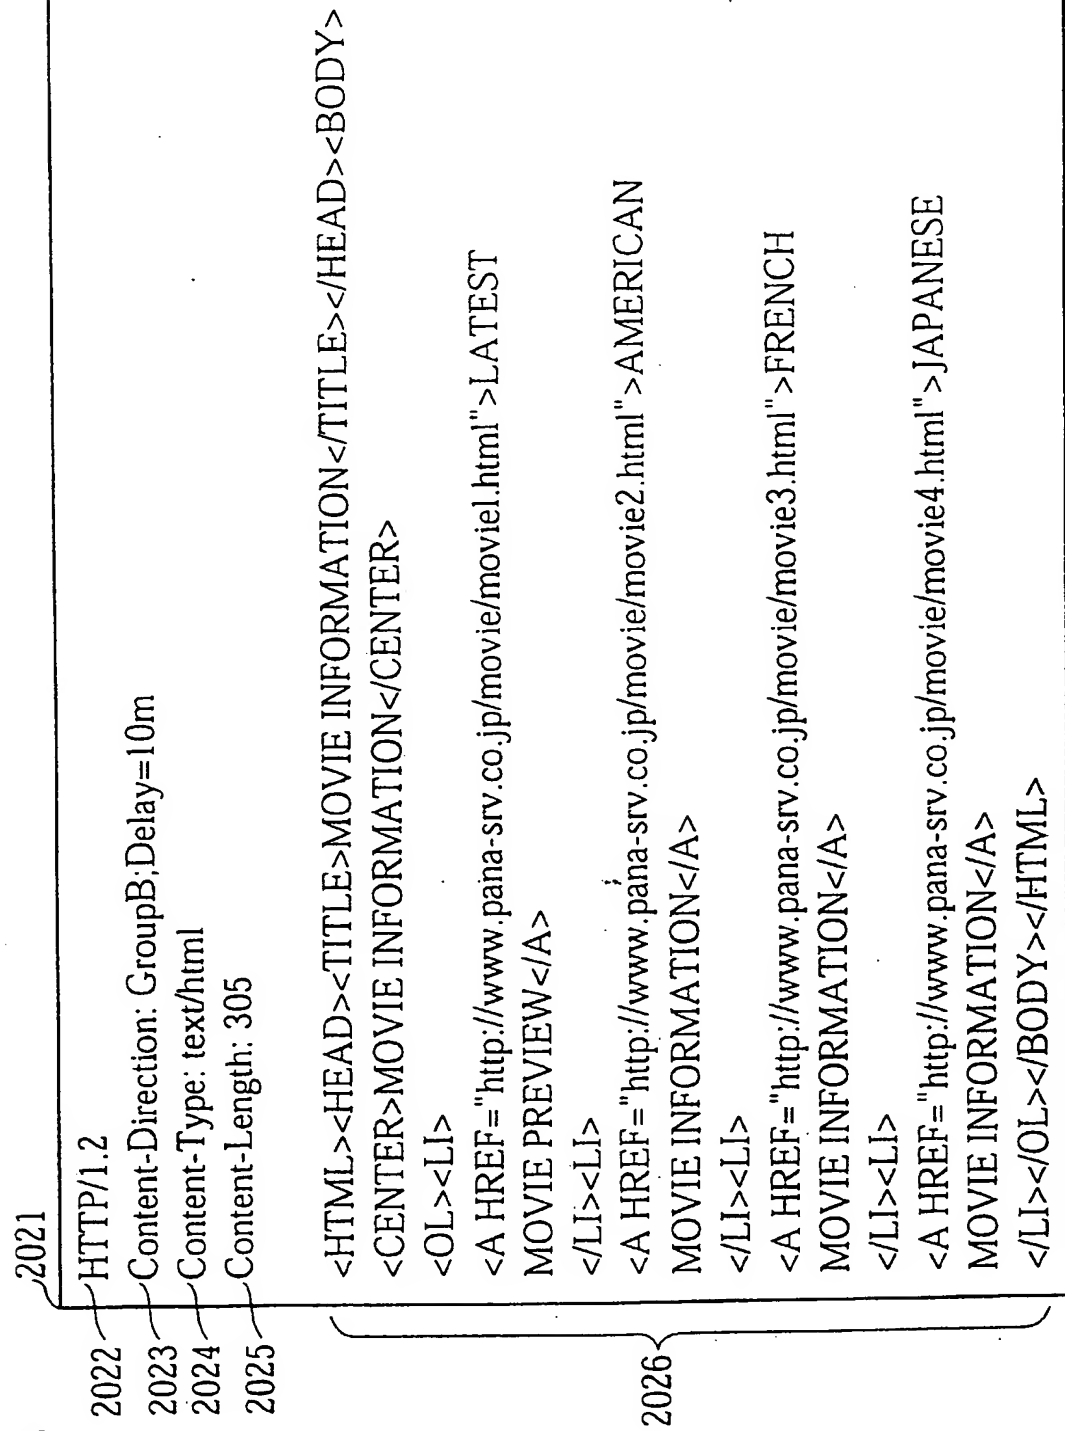 2021
2022 HTTP/1.2
2023 Content-Direction: GroupB;Delay=10m
2024 Content-Type: text/html
2025 Content-Length: 305
2026
<HTML><HEAD><TITLE>MOVIE INFORMATION</TITLE></HEAD><BODY>
<CENTER>MOVIE INFORMATION</CENTER>
<OL><LI>
<A HREF="http://www.pana-srv.co.jp/movie/movie1.html">LATEST
MOVIE PREVIEW</A>
</LI><LI>
<A HREF="http://www.pana-srv.co.jp/movie/movie2.html">AMERICAN
MOVIE INFORMATION</A>
</LI><LI>
<A HREF="http://www.pana-srv.co.jp/movie/movie3.html">FRENCH
MOVIE INFORMATION</A>
</LI><LI>
<A HREF="http://www.pana-srv.co.jp/movie/movie4.html">JAPANESE
MOVIE INFORMATION</A>
</LI></OL></BODY></HTML>